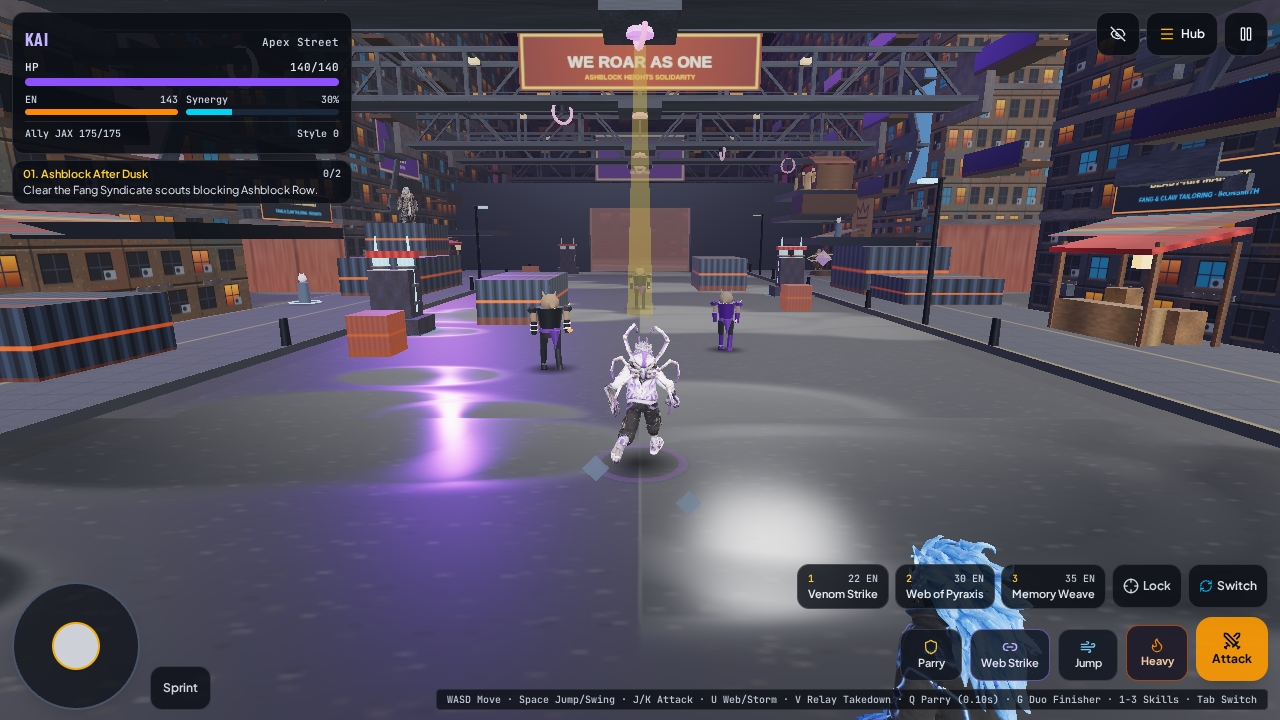 KAI
Apex Street
HP
140/140
EN
143
Synergy
30%
Ally JAX 175/175
Style 0
01. Ashblock After Dusk
0/2
Clear the Fang Syndicate scouts blocking Ashblock Row.
WE ROAR AS ONE
ASHBLOCK HEIGHTS SOLIDARITY
Hub
FANG & CLAW TAILORING · IRONSMITH
1
22 EN
Venom Strike
2
30 EN
Web of Pyraxis
3
35 EN
Memory Weave
Lock
Switch
Parry
Web Strike
Jump
Heavy
Attack
Sprint
WASD Move · Space Jump/Swing · J/K Attack · U Web/Storm · V Relay Takedown · Q Parry (0.10s) · G Duo Finisher · 1-3 Skills · Tab Switch